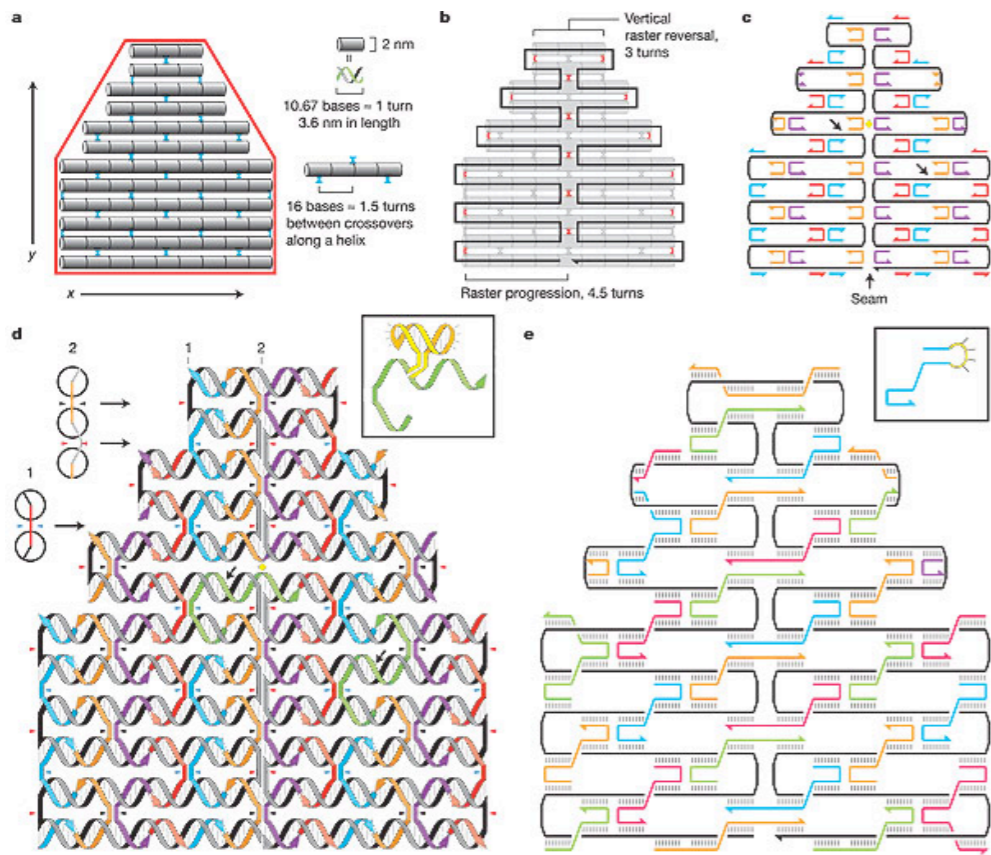 a
2 nm
10.67 bases = 1 turn
3.6 nm in length
16 bases = 1.5 turns
between crossovers
along a helix
y
x
b
Vertical
raster reversal,
3 turns
Raster progression, 4.5 turns
c
Seam
d
2
1
1
2
e